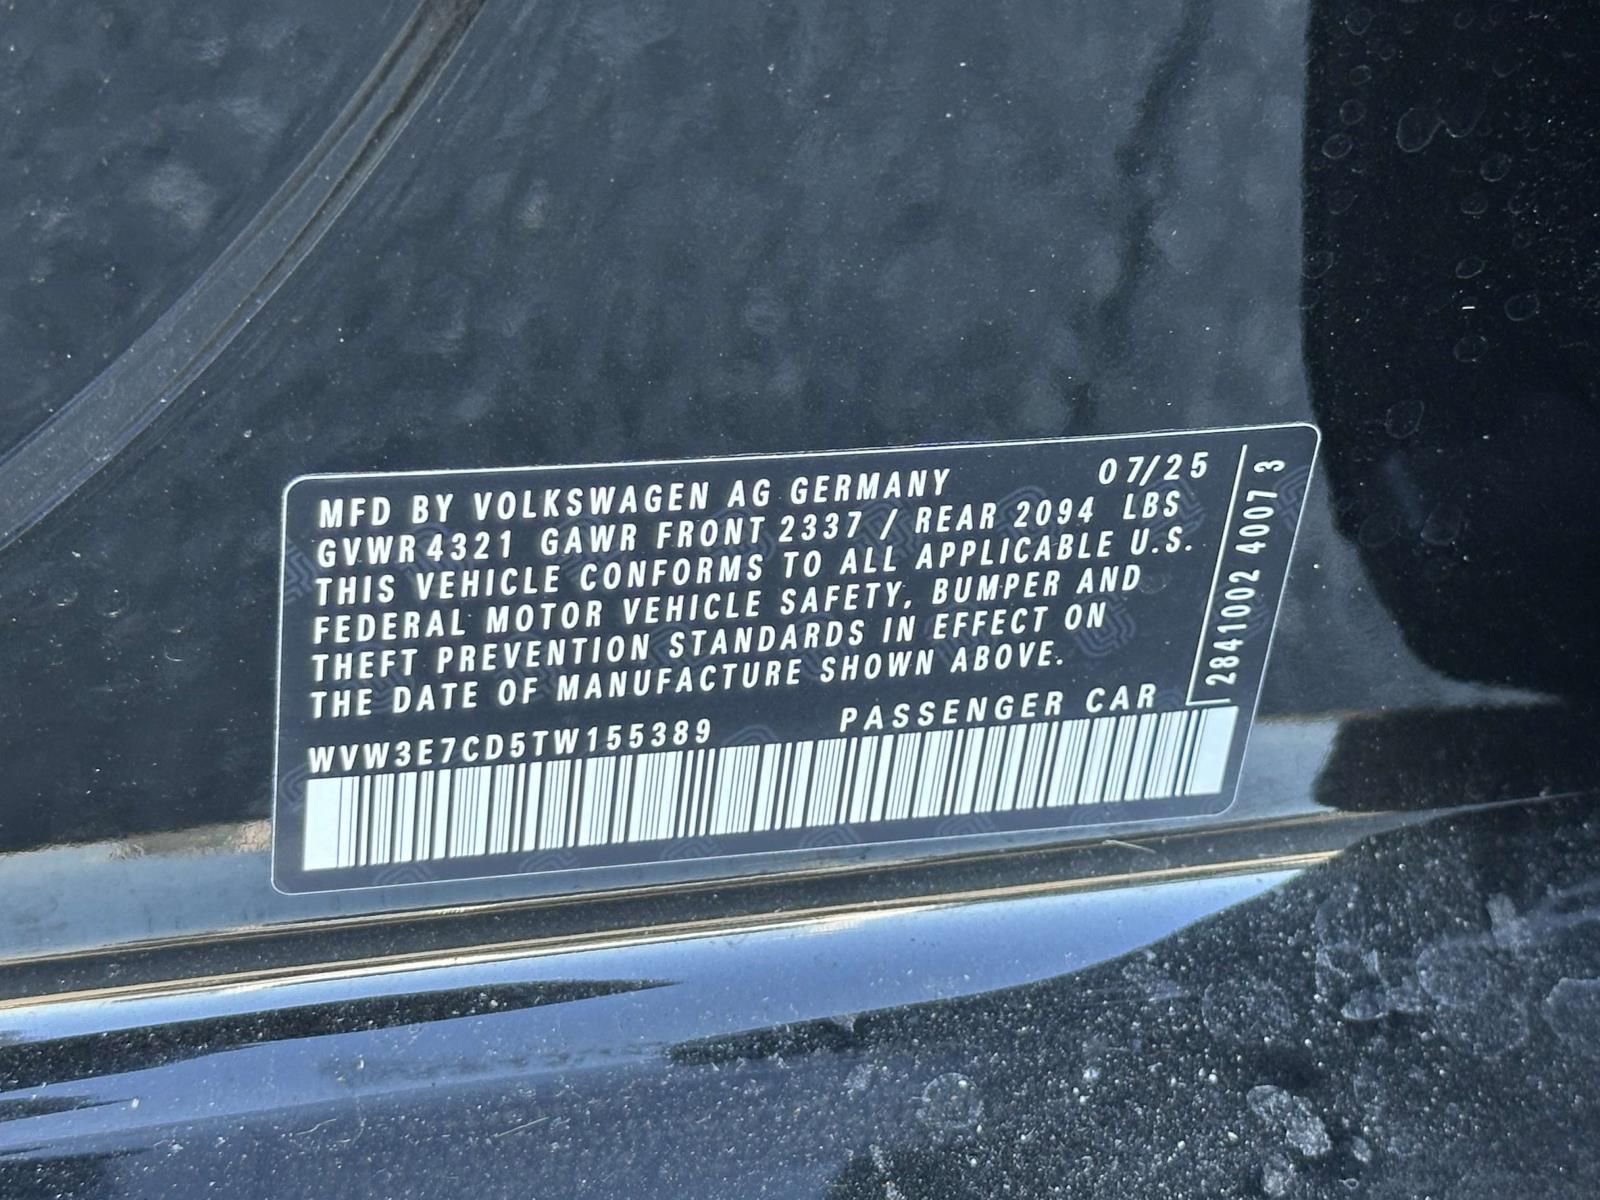 MFD BY VOLKSWAGEN AG GERMANY 07/25
GVWR 4321 GAWR FRONT 2337 / REAR 2094 LBS
THIS VEHICLE CONFORMS TO ALL APPLICABLE U.S.
FEDERAL MOTOR VEHICLE SAFETY, BUMPER AND
THEFT PREVENTION STANDARDS IN EFFECT ON
THE DATE OF MANUFACTURE SHOWN ABOVE.
WVW3E7CD5TW155389 PASSENGER CAR
2841002 4007 3